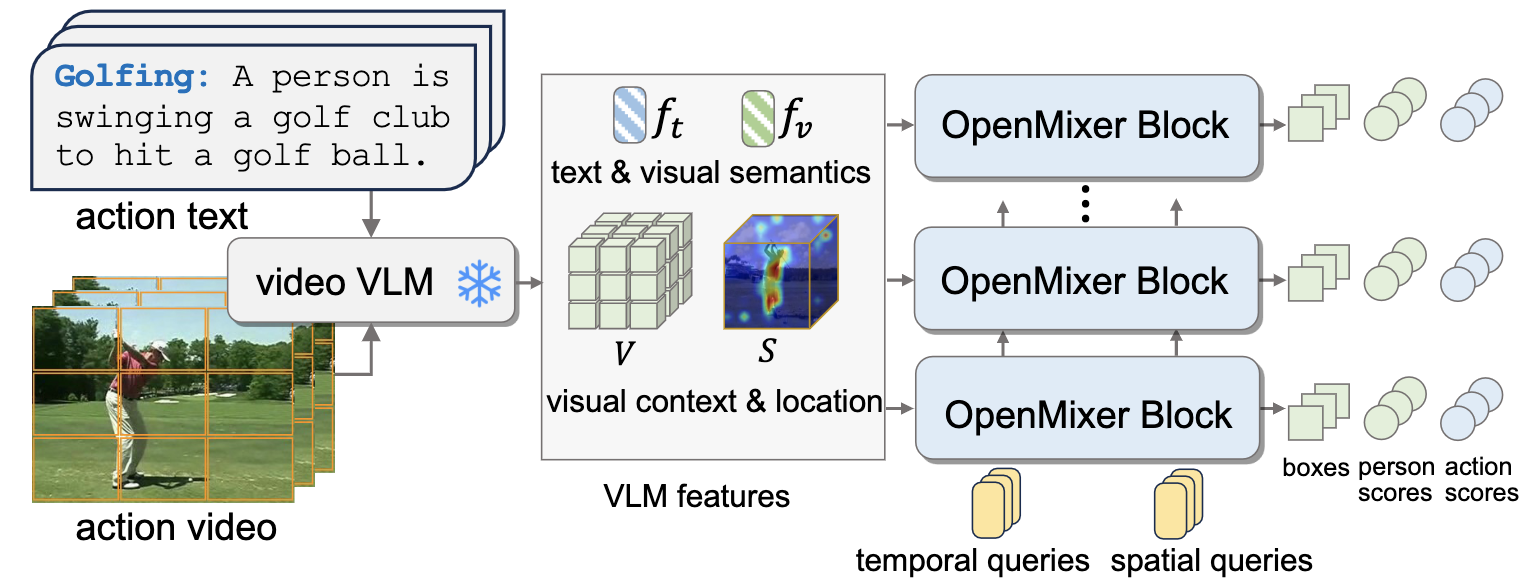 Golfing: A person is
swinging a golf club
to hit a golf ball.
action text
video VLM
action video
f_t
f_v
text & visual semantics
V
S
visual context & location
VLM features
OpenMixer Block
OpenMixer Block
OpenMixer Block
temporal queries
spatial queries
boxes
person
scores
action
scores